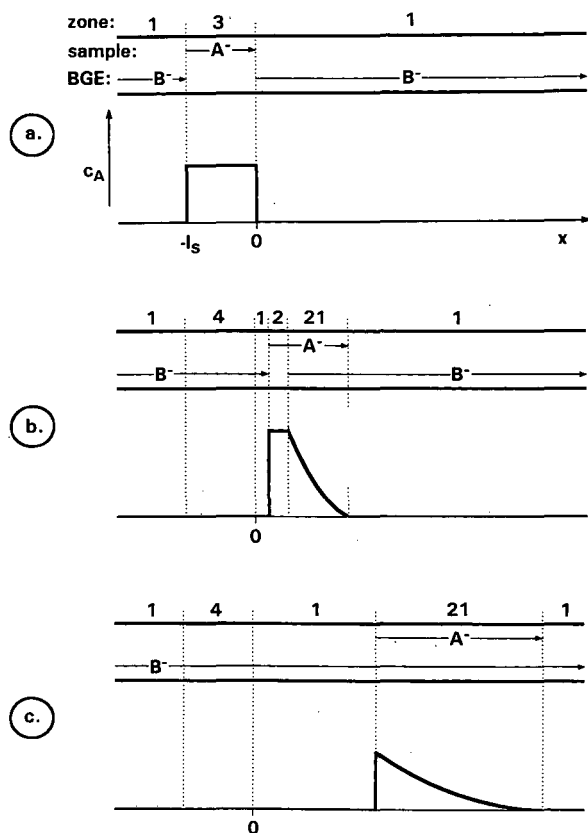 zone: 1 3 1
sample: A⁻
BGE: B⁻ B⁻
a.
c_A
-l_S 0 x
1 4 1 2 21 1
A⁻
B⁻ B⁻
b.
0
1 4 1 21 1
A⁻
B⁻
c.
0